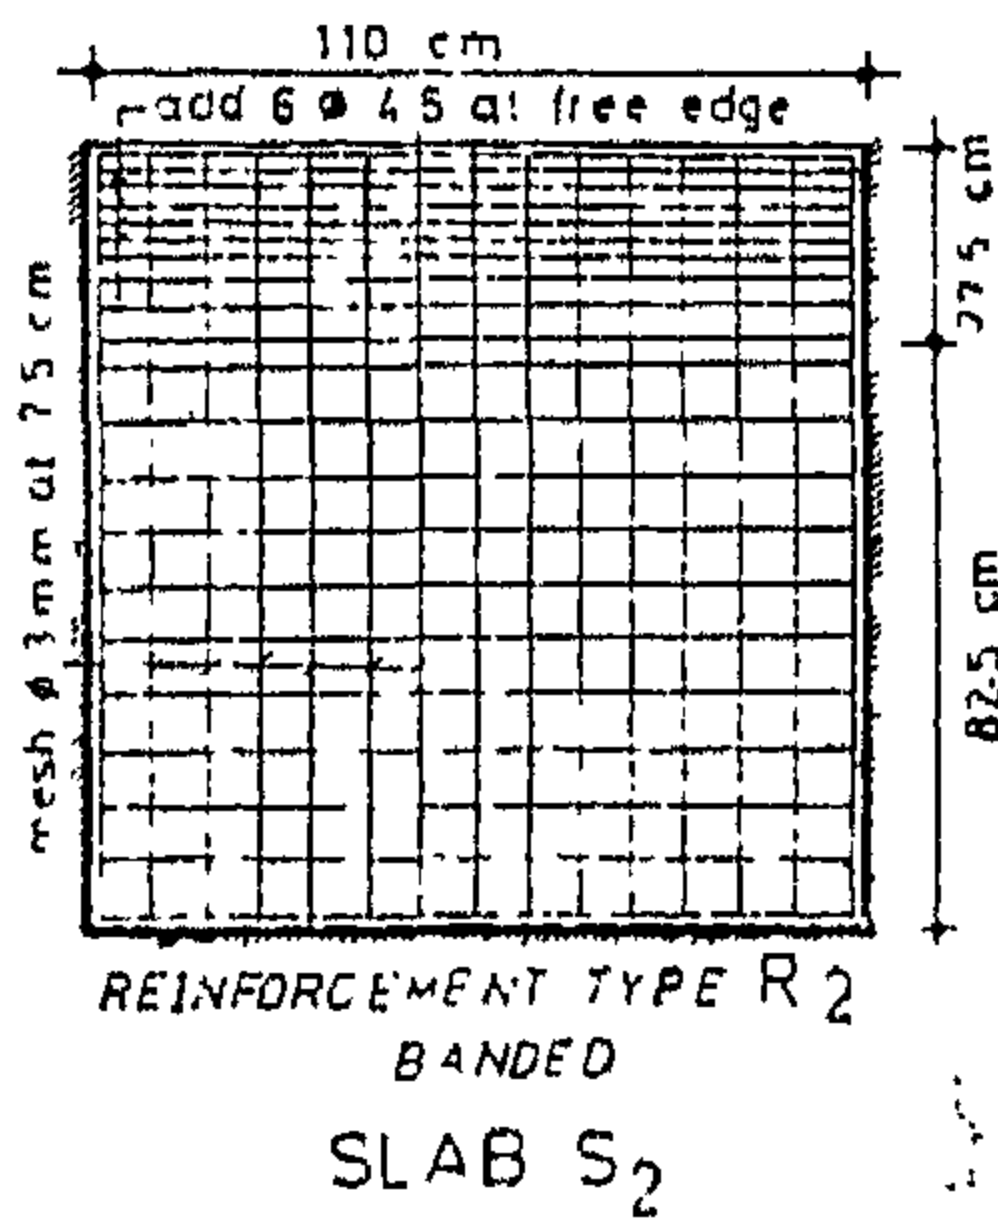 110 cm
add 6 ø 4 5 at free edge
27 5 cm
mesh ø 3 mm at 7 5 cm
82.5 cm
REINFORCEMENT TYPE R2
BANDED
SLAB S2